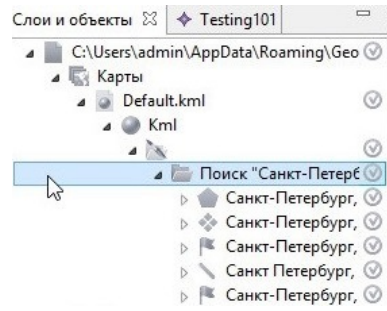 Слои и объекты Testing101
C:\Users\admin\AppData\Roaming\Geo
Карты
Default.kml
Kml
Поиск "Санкт-Петерб
Санкт-Петербург,
Санкт-Петербург,
Санкт-Петербург,
Санкт Петербург,
Санкт-Петербург,